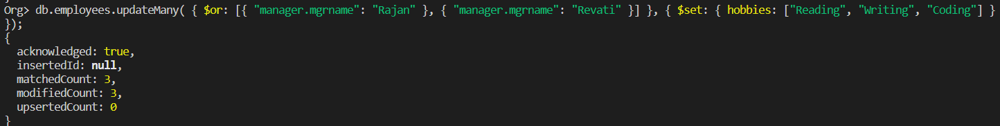 Org> db.employees.updateMany( { $or: [{ "manager.mgrname": "Rajan" }, { "manager.mgrname": "Revati" }] }, { $set: { hobbies: ["Reading", "Writing", "Coding"] }
});
{
  acknowledged: true,
  insertedId: null,
  matchedCount: 3,
  modifiedCount: 3,
  upsertedCount: 0
}